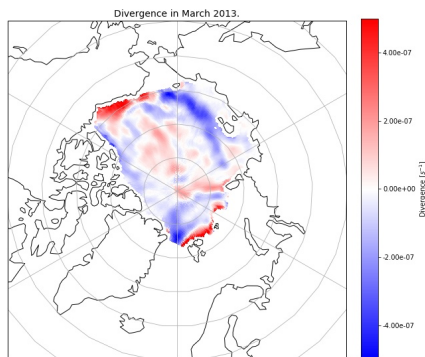 Divergence in March 2013.
4.00e-07
2.00e-07
0.00e+00
-2.00e-07
-4.00e-07
Divergence [s⁻¹]